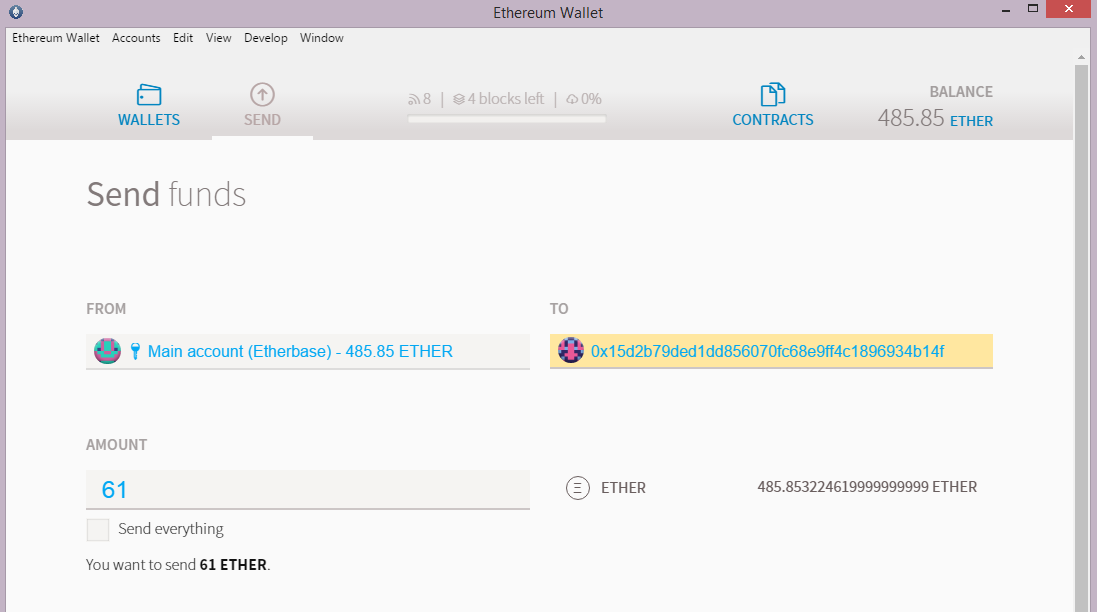 Ethereum Wallet
Ethereum Wallet Accounts Edit View Develop Window
WALLETS
SEND
8 | 4 blocks left | 0%
CONTRACTS
BALANCE
485.85 ETHER
Send funds
FROM
TO
Main account (Etherbase) - 485.85 ETHER
0x15d2b79ded1dd856070fc68e9ff4c1896934b14f
AMOUNT
61
ETHER
485.853224619999999999 ETHER
Send everything
You want to send 61 ETHER.